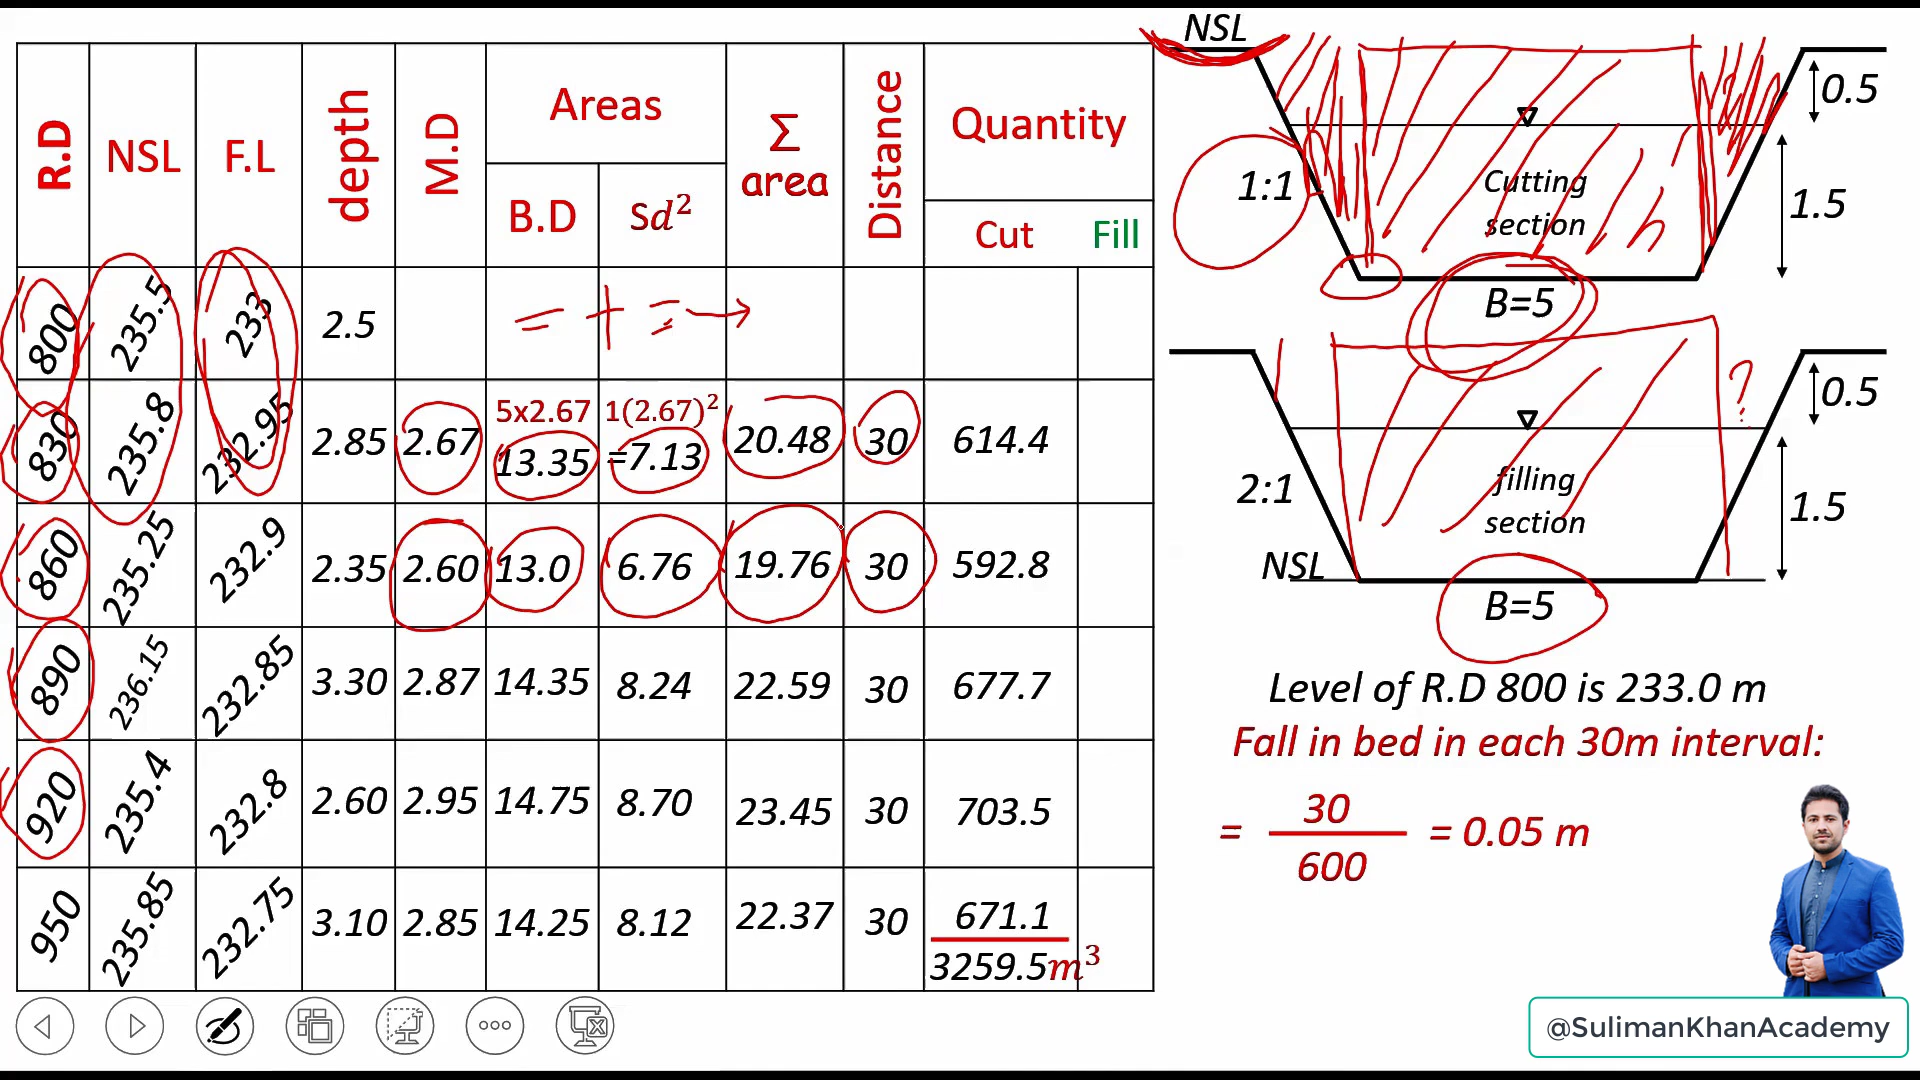 R.D NSL F.L depth M.D Areas Σ area Distance Quantity
B.D Sd² Cut Fill
800 235.5 233 2.5 = + = →
830 235.8 232.95 2.85 2.67 5x2.67 13.35 1(2.67)² =7.13 20.48 30 614.4
860 235.25 232.9 2.35 2.60 13.0 6.76 19.76 30 592.8
890 236.15 232.85 3.30 2.87 14.35 8.24 22.59 30 677.7
920 235.4 232.8 2.60 2.95 14.75 8.70 23.45 30 703.5
950 235.85 232.75 3.10 2.85 14.25 8.12 22.37 30 671.1
3259.5m³
NSL
0.5
1:1
Cutting
section
1.5
B=5
?
0.5
2:1
filling
section
1.5
NSL
B=5
Level of R.D 800 is 233.0 m
Fall in bed in each 30m interval:
= 30/600 = 0.05 m
@SulimanKhanAcademy